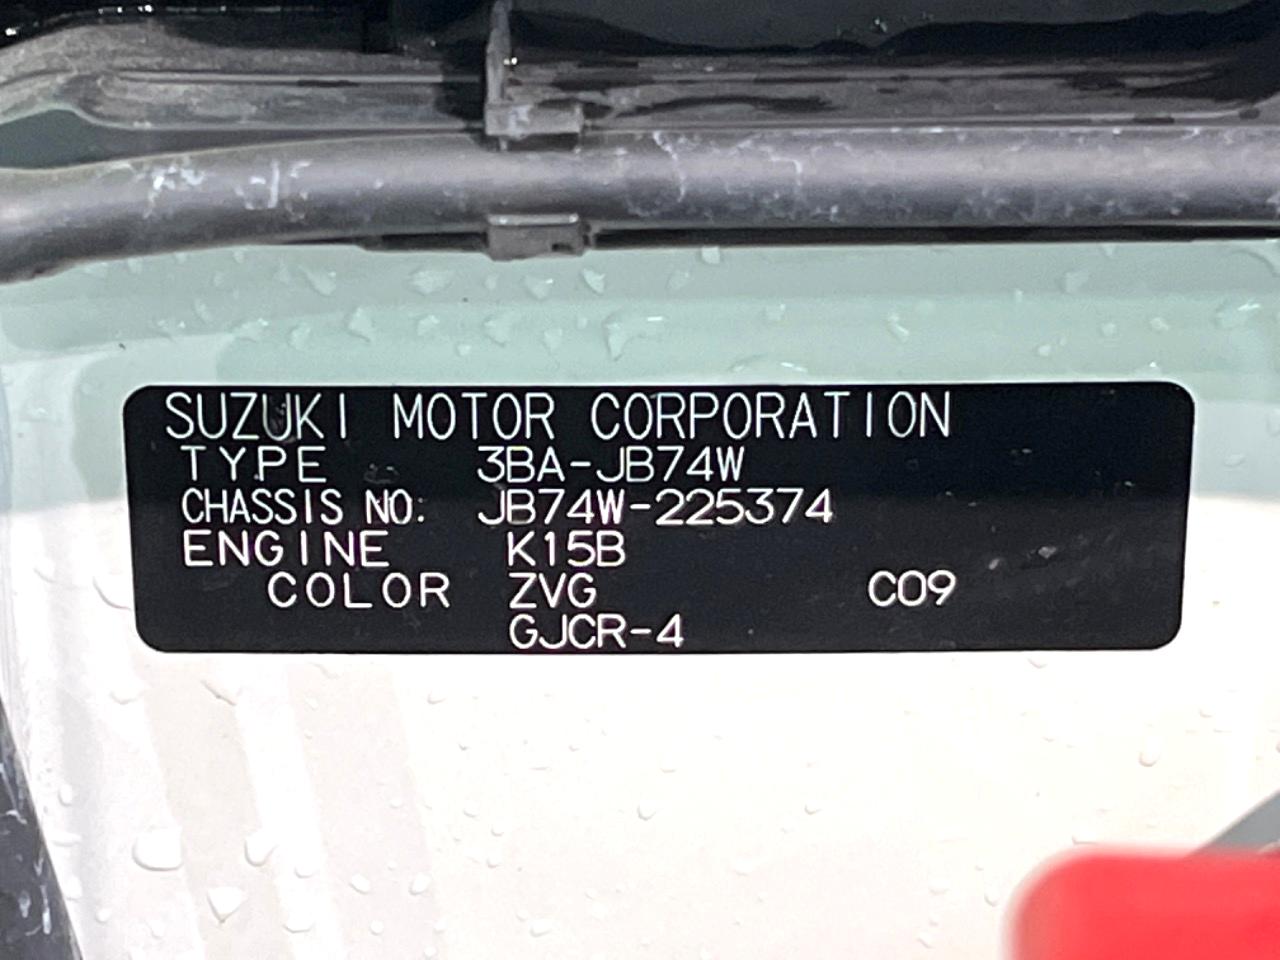 SUZUKI MOTOR CORPORATION
TYPE 3BA-JB74W
CHASSIS NO: JB74W-225374
ENGINE K15B
COLOR ZVG C09
GJCR-4